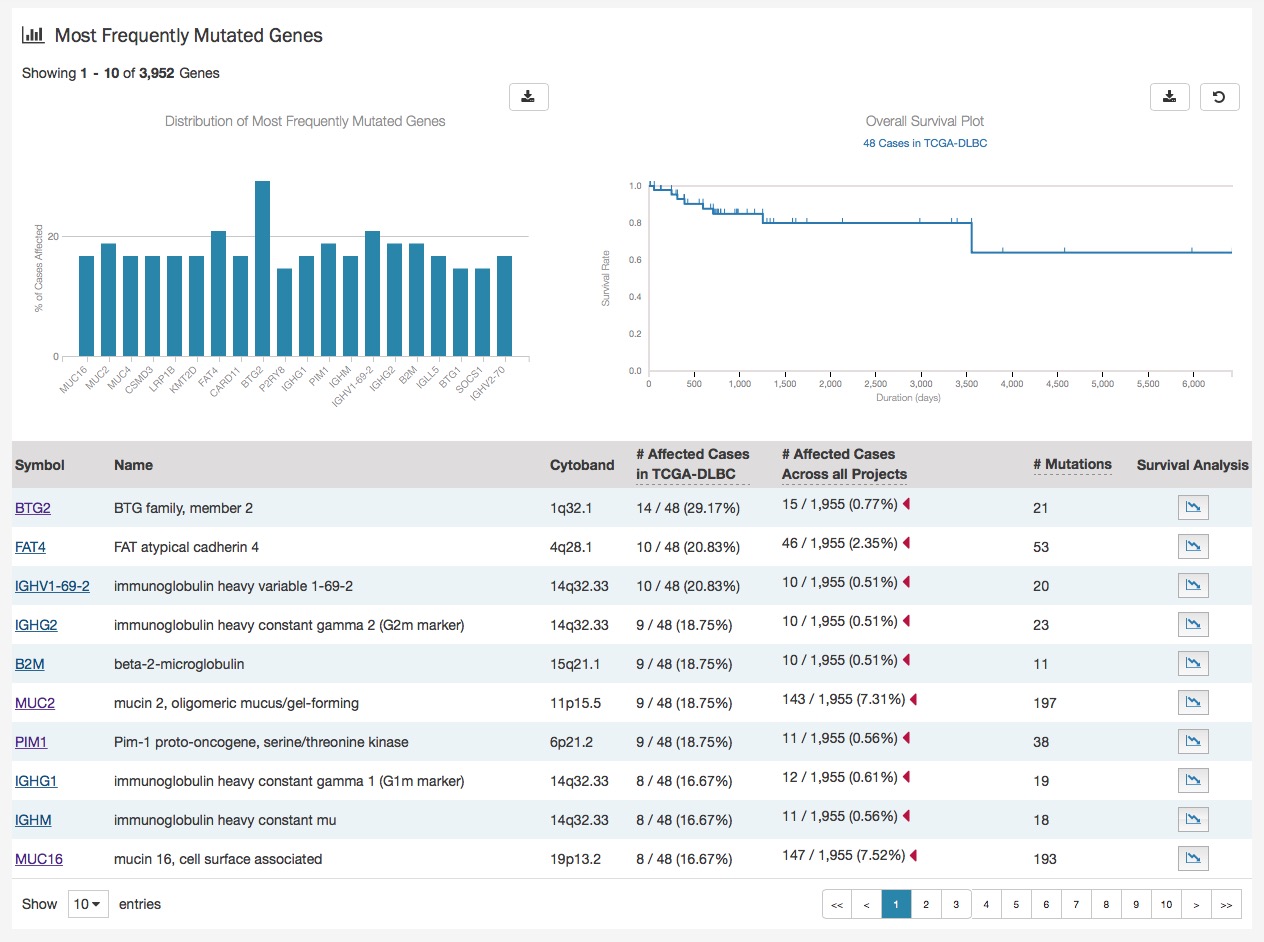 Most Frequently Mutated Genes
Showing 1 - 10 of 3,952 Genes
Distribution of Most Frequently Mutated Genes
% of Cases Affected
20
0
MUC16
MUC2
MUC4
CSMD3
LRP1B
KMT2D
FAT4
CARD11
BTG2
P2RY8
IGHG1
PIM1
IGHM
IGHV1-69-2
IGHG2
B2M
IGLL5
BTG1
SOCS1
IGHV2-70
Overall Survival Plot
48 Cases in TCGA-DLBC
Survival Rate
1.0
0.8
0.6
0.4
0.2
0.0
0 500 1,000 1,500 2,000 2,500 3,000 3,500 4,000 4,500 5,000 5,500 6,000
Duration (days)
Symbol Name Cytoband # Affected Cases in TCGA-DLBC # Affected Cases Across all Projects # Mutations Survival Analysis
BTG2 BTG family, member 2 1q32.1 14 / 48 (29.17%) 15 / 1,955 (0.77%) 21
FAT4 FAT atypical cadherin 4 4q28.1 10 / 48 (20.83%) 46 / 1,955 (2.35%) 53
IGHV1-69-2 immunoglobulin heavy variable 1-69-2 14q32.33 10 / 48 (20.83%) 10 / 1,955 (0.51%) 20
IGHG2 immunoglobulin heavy constant gamma 2 (G2m marker) 14q32.33 9 / 48 (18.75%) 10 / 1,955 (0.51%) 23
B2M beta-2-microglobulin 15q21.1 9 / 48 (18.75%) 10 / 1,955 (0.51%) 11
MUC2 mucin 2, oligomeric mucus/gel-forming 11p15.5 9 / 48 (18.75%) 143 / 1,955 (7.31%) 197
PIM1 Pim-1 proto-oncogene, serine/threonine kinase 6p21.2 9 / 48 (18.75%) 11 / 1,955 (0.56%) 38
IGHG1 immunoglobulin heavy constant gamma 1 (G1m marker) 14q32.33 8 / 48 (16.67%) 12 / 1,955 (0.61%) 19
IGHM immunoglobulin heavy constant mu 14q32.33 8 / 48 (16.67%) 11 / 1,955 (0.56%) 18
MUC16 mucin 16, cell surface associated 19p13.2 8 / 48 (16.67%) 147 / 1,955 (7.52%) 193
Show 10 entries
<< < 1 2 3 4 5 6 7 8 9 10 > >>